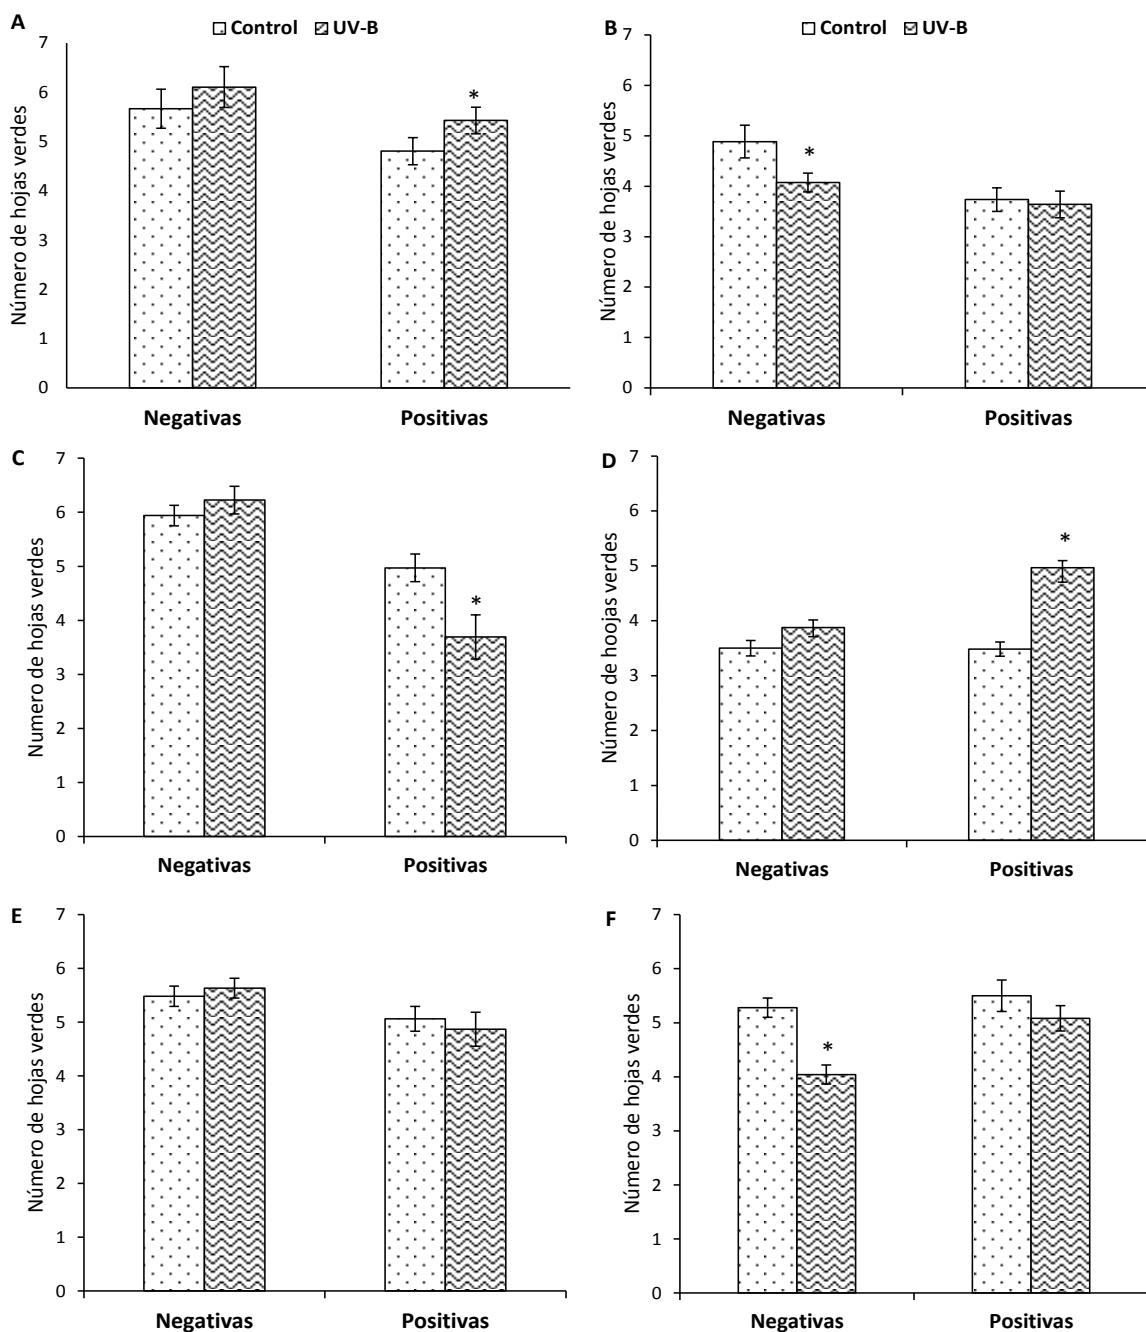 A
Control UV-B
Número de hojas verdes
7
6
5
4
3
2
1
0
Negativas Positivas
B
Control UV-B
Número de hojas verdes
7
6
5
4
3
2
1
0
*
*
Negativas Positivas
C
Número de hojas verdes
7
6
5
4
3
2
1
0
*
Negativas Positivas
D
Número de hoojas verdes
7
6
5
4
3
2
1
0
*
Negativas Positivas
E
Número de hojas verdes
7
6
5
4
3
2
1
0
Negativas Positivas
F
Número de hojas verdes
7
6
5
4
3
2
1
0
*
Negativas Positivas